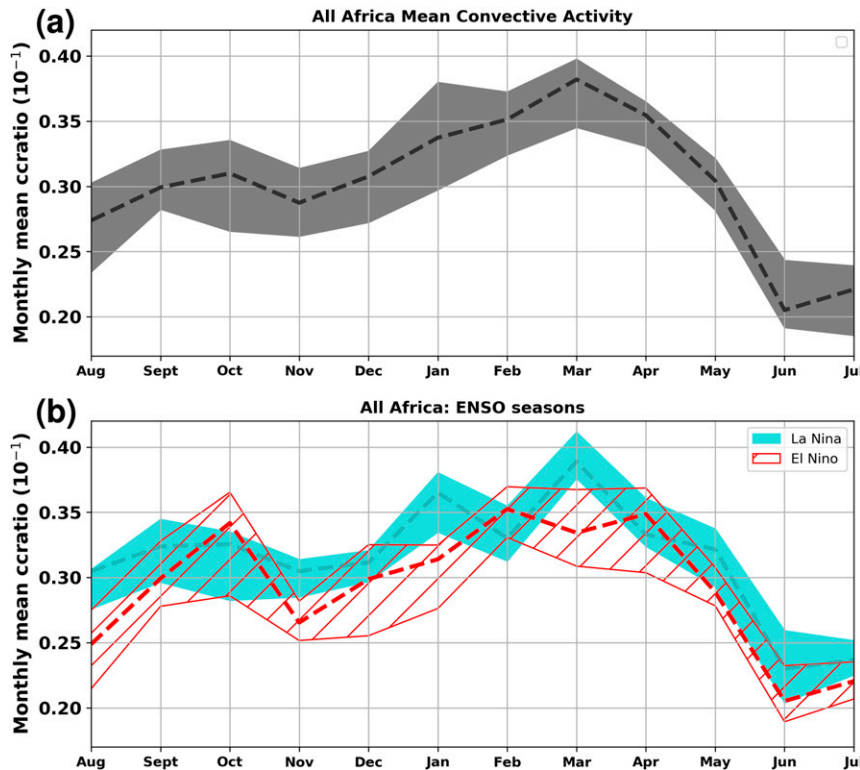 (a)
All Africa Mean Convective Activity
Monthly mean ccratio (10⁻¹)
0.40
0.35
0.30
0.25
0.20
Aug Sept Oct Nov Dec Jan Feb Mar Apr May Jun Jul
(b)
All Africa: ENSO seasons
Monthly mean ccratio (10⁻¹)
La Nina
El Nino
0.40
0.35
0.30
0.25
0.20
Aug Sept Oct Nov Dec Jan Feb Mar Apr May Jun Jul